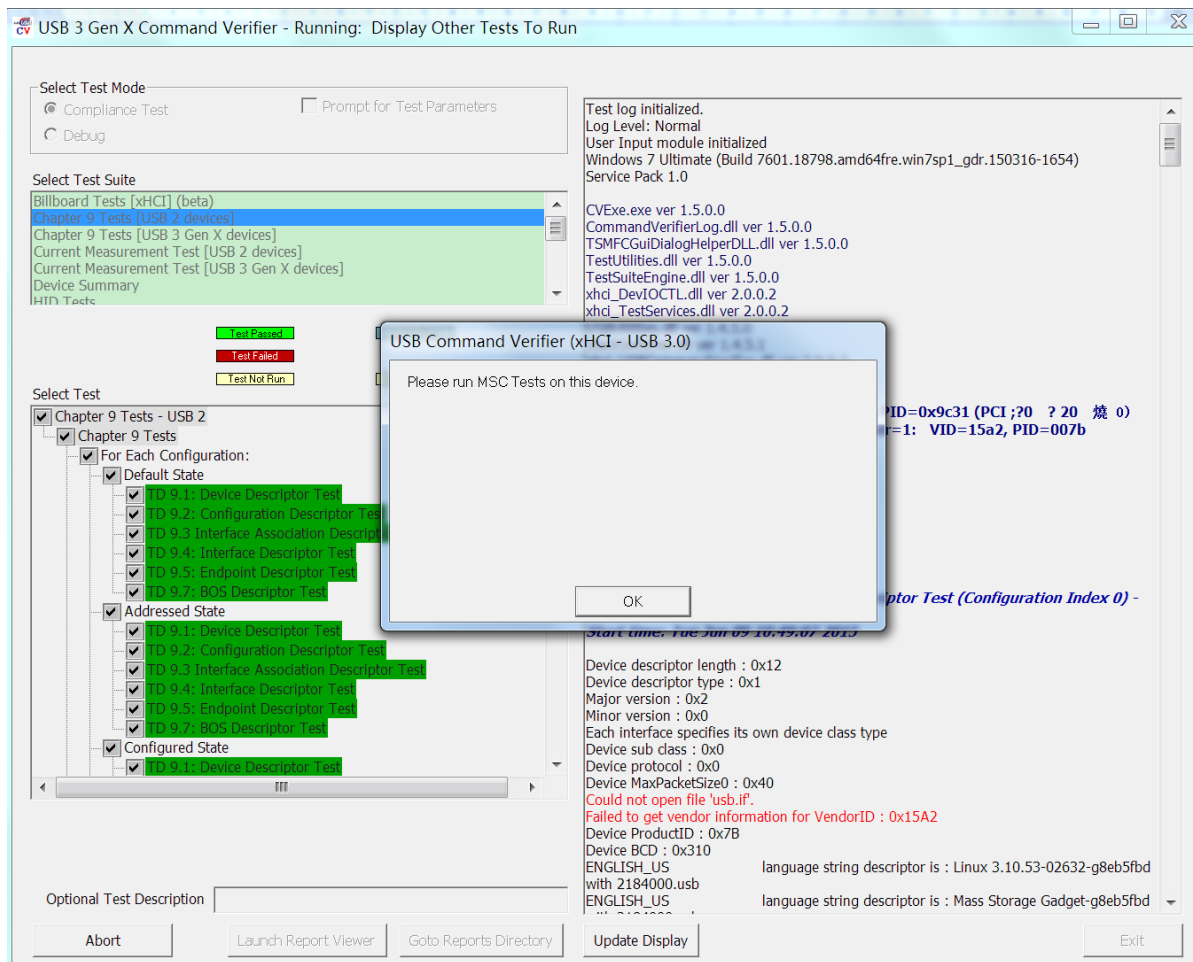 USB 3 Gen X Command Verifier - Running:  Display Other Tests To Run
Select Test Mode
Compliance Test
Prompt for Test Parameters
Debug
Select Test Suite
Billboard Tests [xHCI] (beta)
Chapter 9 Tests [USB 2 devices]
Chapter 9 Tests [USB 3 Gen X devices]
Current Measurement Test [USB 2 devices]
Current Measurement Test [USB 3 Gen X devices]
Device Summary
HID Tests
Test Passed
Test Failed
Test Not Run
Select Test
Chapter 9 Tests - USB 2
Chapter 9 Tests
For Each Configuration:
Default State
TD 9.1: Device Descriptor Test
TD 9.2: Configuration Descriptor Tes
TD 9.3 Interface Association Descript
TD 9.4: Interface Descriptor Test
TD 9.5: Endpoint Descriptor Test
TD 9.7: BOS Descriptor Test
Addressed State
TD 9.1: Device Descriptor Test
TD 9.2: Configuration Descriptor Test
TD 9.3 Interface Association Descriptor Test
TD 9.4: Interface Descriptor Test
TD 9.5: Endpoint Descriptor Test
TD 9.7: BOS Descriptor Test
Configured State
TD 9.1: Device Descriptor Test
Optional Test Description
Abort
Launch Report Viewer
Goto Reports Directory
Update Display
Exit
USB Command Verifier (xHCI - USB 3.0)
Please run MSC Tests on this device.
OK
Test log initialized.
Log Level: Normal
User Input module initialized
Windows 7 Ultimate (Build 7601.18798.amd64fre.win7sp1_gdr.150316-1654)
Service Pack 1.0
CVExe.exe ver 1.5.0.0
CommandVerifierLog.dll ver 1.5.0.0
TSMFCGuiDialogHelperDLL.dll ver 1.5.0.0
TestUtilities.dll ver 1.5.0.0
TestSuiteEngine.dll ver 1.5.0.0
xhci_DevIOCTL.dll ver 2.0.0.2
xhci_TestServices.dll ver 2.0.0.2
PID=0x9c31 (PCI ;?0 ? 20 燒 0)
r=1: VID=15a2, PID=007b
ptor Test (Configuration Index 0) -
Start time: Tue Jun 09 10:49:07 2015
Device descriptor length : 0x12
Device descriptor type : 0x1
Major version : 0x2
Minor version : 0x0
Each interface specifies its own device class type
Device sub class : 0x0
Device protocol : 0x0
Device MaxPacketSize0 : 0x40
Could not open file 'usb.if'.
Failed to get vendor information for VendorID : 0x15A2
Device ProductID : 0x7B
Device BCD : 0x310
ENGLISH_US language string descriptor is : Linux 3.10.53-02632-g8eb5fbd
with 2184000.usb
ENGLISH_US language string descriptor is : Mass Storage Gadget-g8eb5fbd